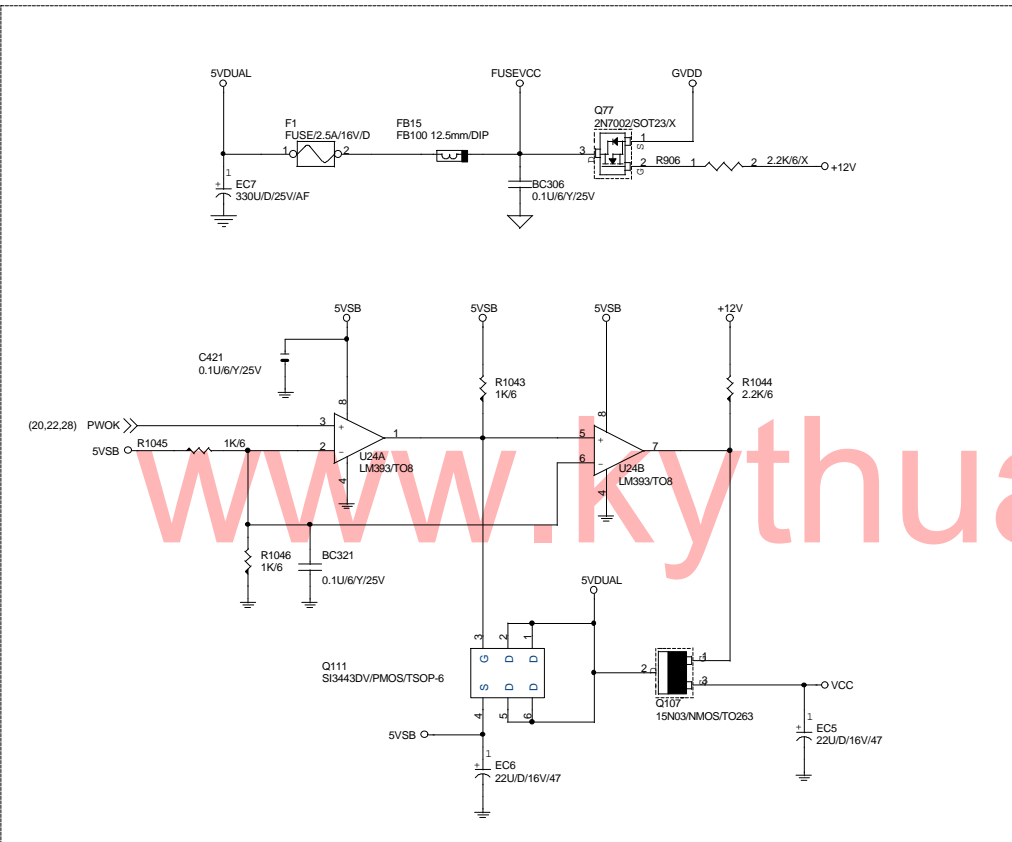 5VDUAL
FUSEVCC
GVDD
F1
FUSE/2.5A/16V/D
1
2
FB15
FB100 12.5mm/DIP
Q77
2N7002/SOT23/X
3
D
1
S
2
G
R906
1
2
2.2K/6/X
+12V
+
1
EC7
330U/D/25V/AF
BC306
0.1U/6/Y/25V
5VSB
5VSB
5VSB
+12V
C421
0.1U/6/Y/25V
R1043
1K/6
R1044
2.2K/6
8
8
(20,22,28)
PWOK
3
+
1
5
+
7
5VSB
R1045
1K/6
2
−
6
−
U24A
LM393/TO8
U24B
LM393/TO8
4
4
www.kythua
R1046
1K/6
BC321
0.1U/6/Y/25V
5VDUAL
3
2
1
G
D
D
S
D
D
4
5
6
Q111
SI3443DV/PMOS/TSOP-6
2
D
1
G
3
Q107
15N03/NMOS/TO263
VCC
5VSB
+
1
EC6
22U/D/16V/47
+
1
EC5
22U/D/16V/47